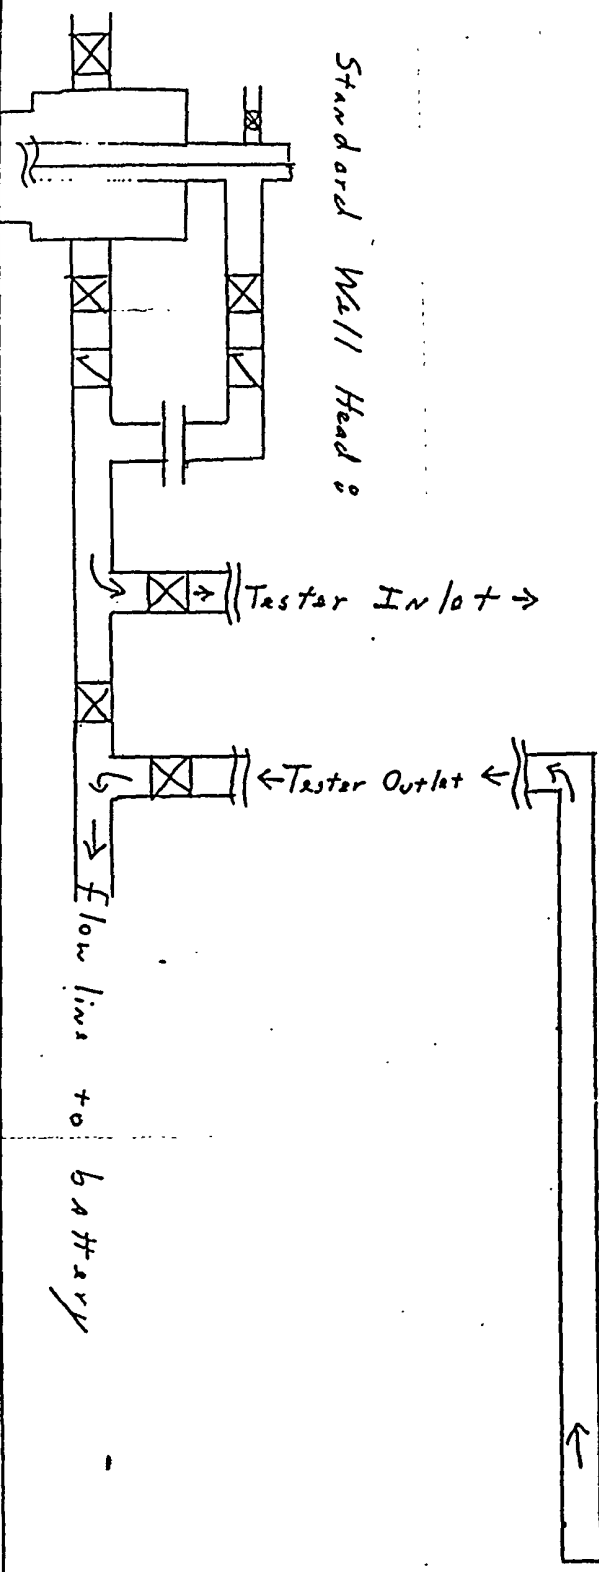 Standard Well Head:
Tester Inlet →
← Tester Outlet ←
→ flow line to battery